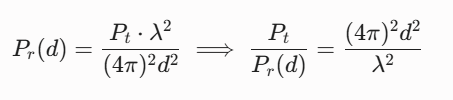 P_r(d) = \frac{P_t \cdot \lambda^2}{(4\pi)^2 d^2} \implies \frac{P_t}{P_r(d)} = \frac{(4\pi)^2 d^2}{\lambda^2}